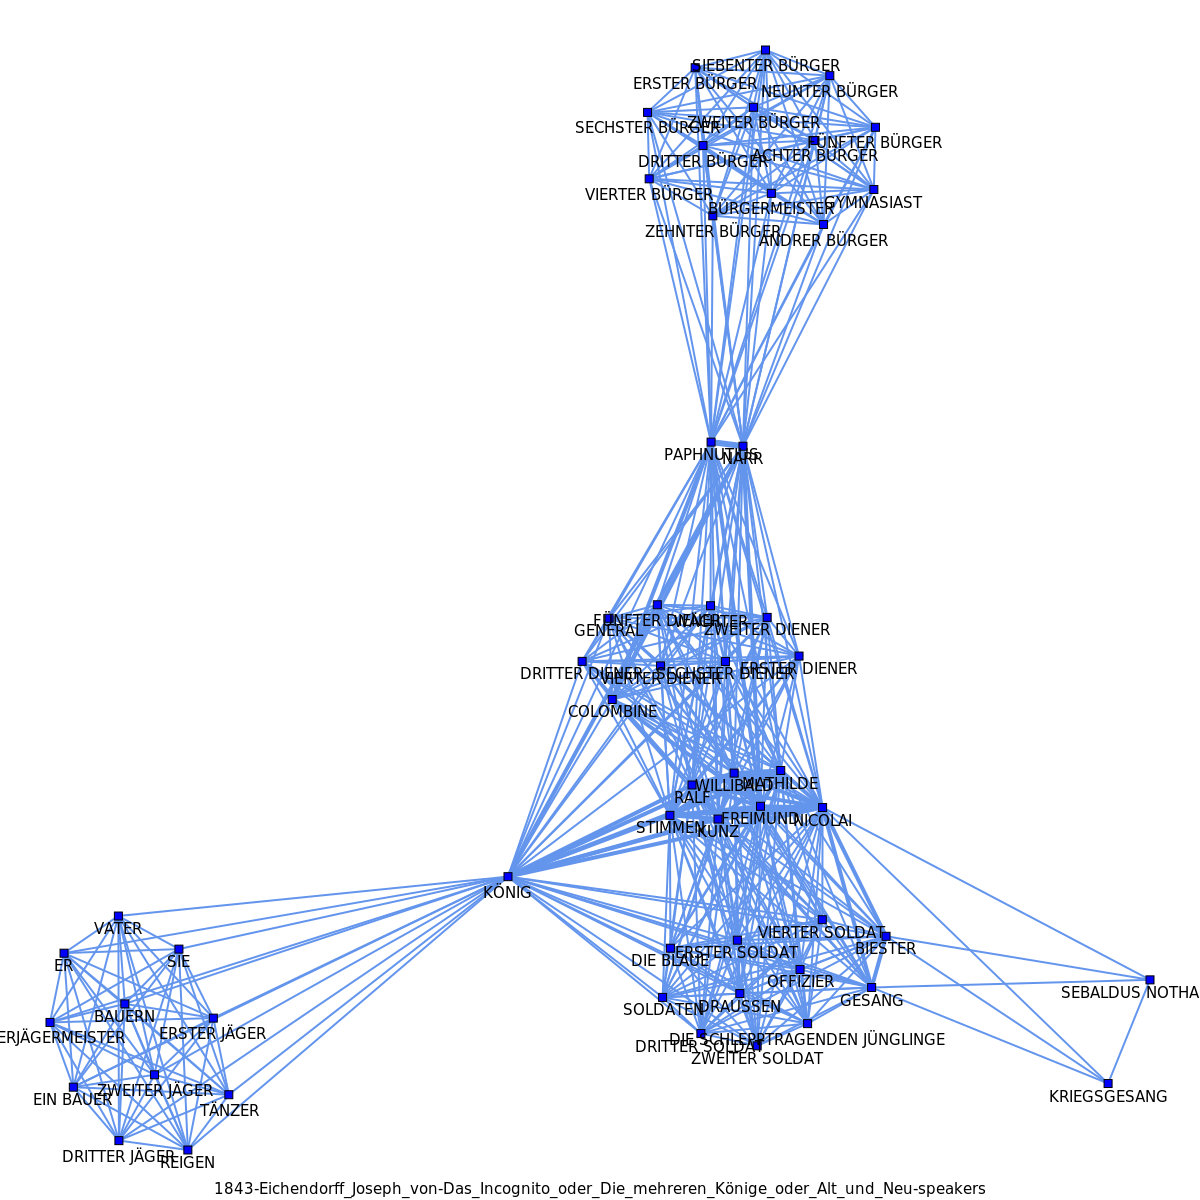 SIEBENTER BÜRGER
ERSTER BÜRGER
NEUNTER BÜRGER
ZWEITER BÜRGER
SECHSTER BÜRGER
FÜNFTER BÜRGER
ACHTER BÜRGER
DRITTER BÜRGER
VIERTER BÜRGER
GYMNASIAST
BÜRGERMEISTER
ZEHNTER BÜRGER
ANDRER BÜRGER
PAPHNUTIUS
NARR
FÜNFTER DIENER
WÄCHTER
GENERAL
ZWEITER DIENER
ERSTER DIENER
DRITTER DIENER
SECHSTER DIENER
VIERTER DIENER
COLOMBINE
MATHILDE
WILLIBALD
RALF
FREIMUND
NICOLAI
STIMMEN
KUNZ
KÖNIG
VATER
VIERTER SOLDAT
BIESTER
ERSTER SOLDAT
DIE BLAUE
ER
SIE
OFFIZIER
SEBALDUS NOTHA
GESANG
DRAUSSEN
SOLDATEN
BAUERN
ERSTER JÄGER
ERJÄGERMEISTER
DIE SCHLEPPTRAGENDEN JÜNGLINGE
DRITTER SOLDAT
ZWEITER SOLDAT
ZWEITER JÄGER
EIN BAUER
TÄNZER
KRIEGSGESANG
DRITTER JÄGER
REIGEN
1843-Eichendorff_Joseph_von-Das_Incognito_oder_Die_mehreren_Könige_oder_Alt_und_Neu-speakers